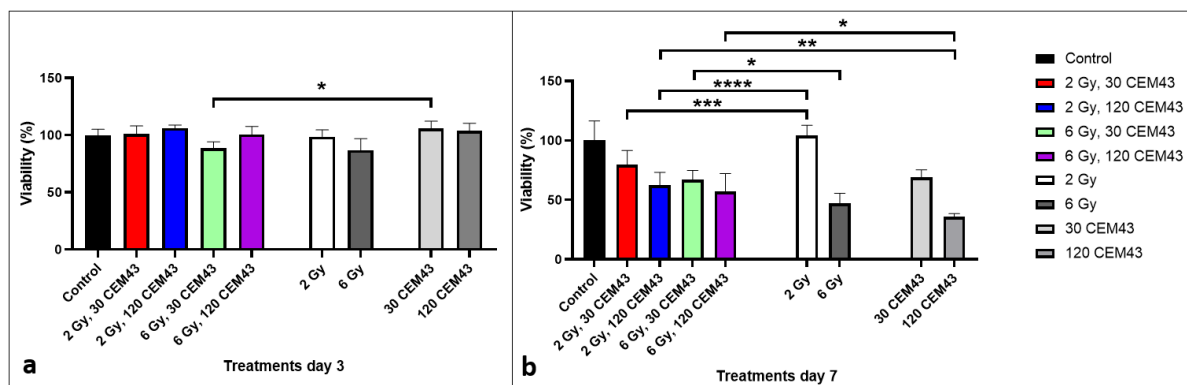 *
150
100
50
0
Viability (%)
Control
2 Gy, 30 CEM43
2 Gy, 120 CEM43
6 Gy, 30 CEM43
6 Gy, 120 CEM43
2 Gy
6 Gy
30 CEM43
120 CEM43
a
Treatments day 3
*
**
*
****
***
150
100
50
0
Viability (%)
Control
2 Gy, 30 CEM43
2 Gy, 120 CEM43
6 Gy, 30 CEM43
6 Gy, 120 CEM43
2 Gy
6 Gy
30 CEM43
120 CEM43
b
Treatments day 7
Control
2 Gy, 30 CEM43
2 Gy, 120 CEM43
6 Gy, 30 CEM43
6 Gy, 120 CEM43
2 Gy
6 Gy
30 CEM43
120 CEM43